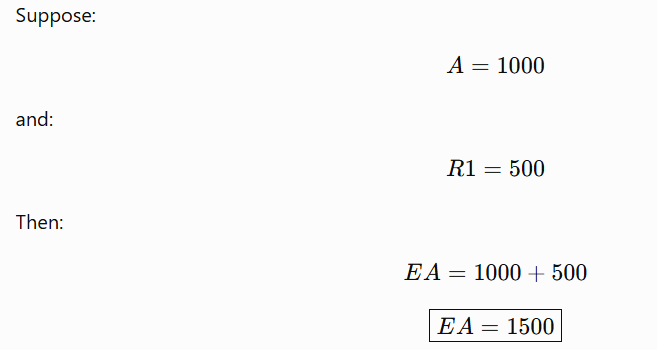 Suppose:
A = 1000
and:
R1 = 500
Then:
EA = 1000 + 500
EA = 1500